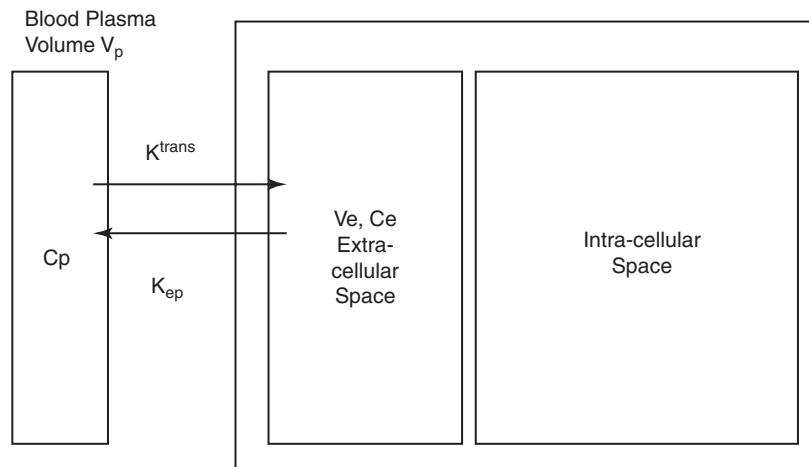 Blood Plasma
Volume Vp
Ktrans
Cp
Kep
Ve, Ce
Extra-
cellular
Space
Intra-cellular
Space